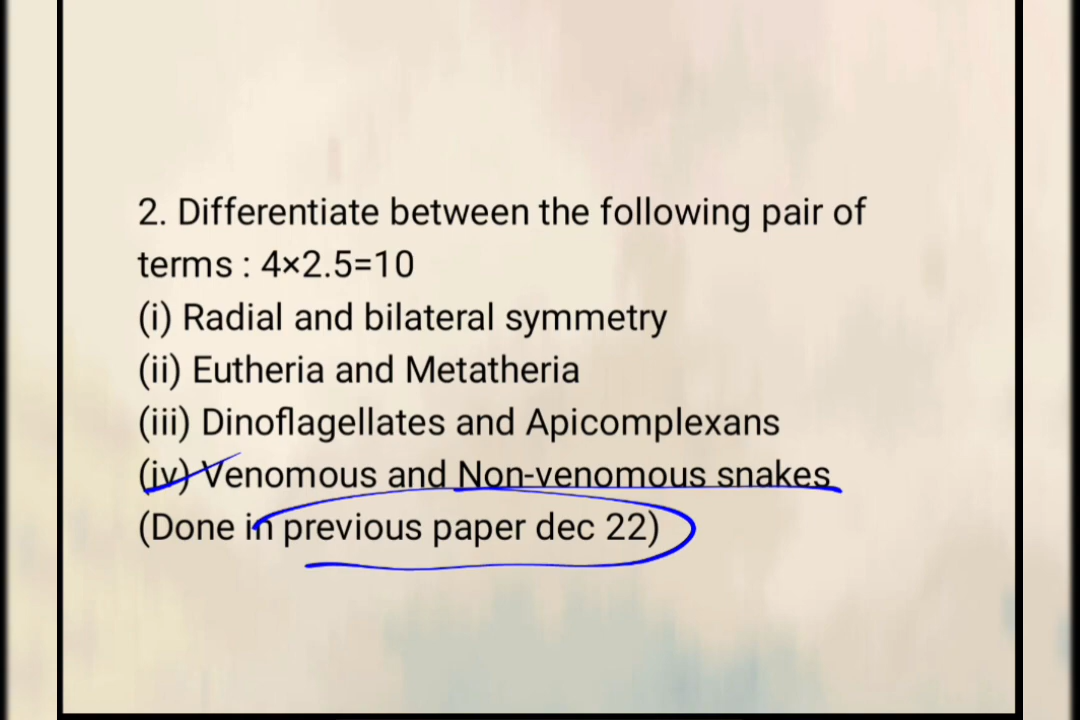 2. Differentiate between the following pair of
terms : 4×2.5=10
(i) Radial and bilateral symmetry
(ii) Eutheria and Metatheria
(iii) Dinoflagellates and Apicomplexans
(iv) Venomous and Non-venomous snakes
(Done in previous paper dec 22)